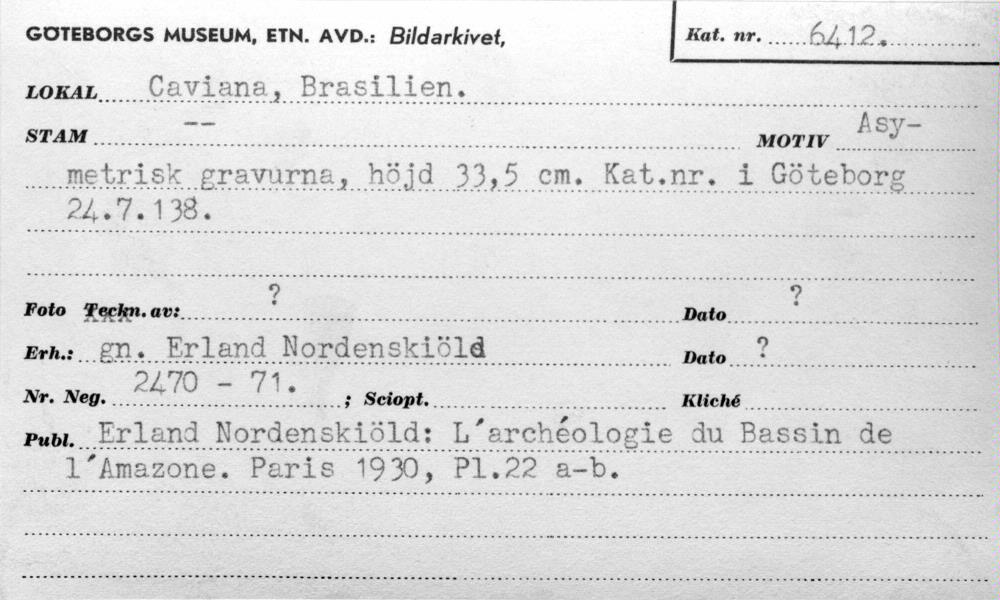 GÖTEBORGS MUSEUM, ETN. AVD.: Bildarkivet, Kat. nr. 6412.
LOKAL Caviana, Brasilien.
STAM -- MOTIV Asy-
metrisk gravurna, höjd 33,5 cm. Kat.nr. i Göteborg
24.7.138.
Foto Teckn. av: ? Dato ?
Erh.: gn. Erland Nordenskiöld Dato ?
Nr. Neg. 2470 - 71. ; Sciopt. Kliché
Publ. Erland Nordenskiöld: L´archéologie du Bassin de
l´Amazone. Paris 1930, Pl.22 a-b.